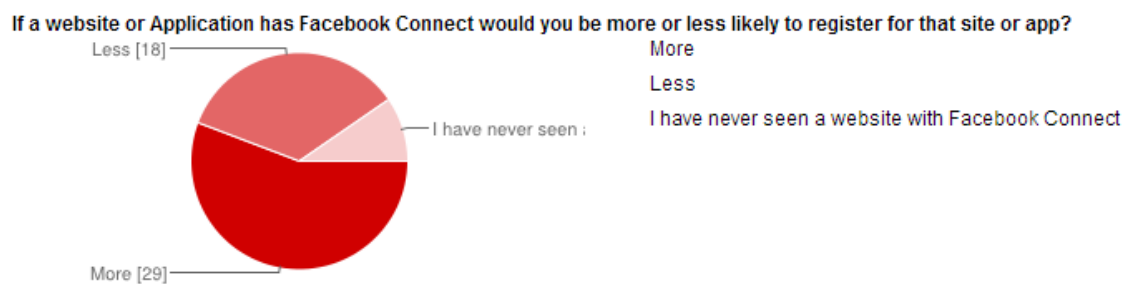 If a website or Application has Facebook Connect would you be more or less likely to register for that site or app?
Less [18]
I have never seen
More [29]
More
Less
I have never seen a website with Facebook Connect